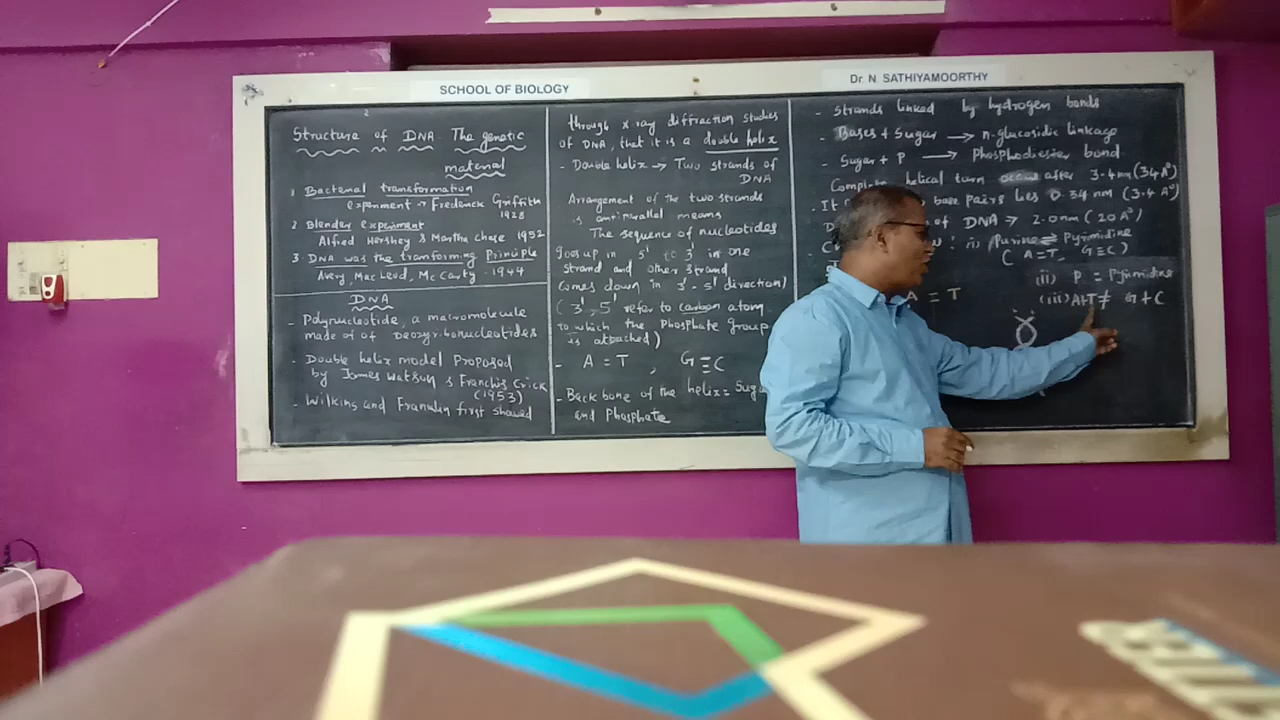 SCHOOL OF BIOLOGY
Dr. N. SATHIYAMOORTHY
Structure of DNA The genetic
material
1. Bacterial transformation
experiment → Frederick Griffith
1928
2. Blender experiment
Alfred Hershey & Martha Chase 1952
3. DNA was the transforming Principle
Avery, MacLeod, McCarty - 1944
DNA
- Polynucleotide, a macromolecule
made of of Deoxyribonucleotides
- Double helix model Proposed
by James Watson & Franchis Crick
(1953)
- Wilkins and Franklin first showed
through x ray diffraction studies
of DNA, that it is a double helix
- Double helix → Two strands of
DNA
Arrangement of the two strands
is antiparallel means
The sequence of nucleotides
goes up in 5' to 3' in one
strand and other strand
comes down in 3' - 5' direction)
(3', 5' refer to carbon atom
to which the Phosphate group
is attached)
- A = T , G ≡ C
- Back bone of the helix = Sugar
and Phosphate
- Strands linked by hydrogen bonds
- Bases + Sugar → n-glucosidic linkage
- Sugar + P → Phosphodiester bond
- Complete helical turn occur after 3.4nm (34A°)
base pairs lies 0.34 nm (3.4 A°)
of DNA → 2.0nm (20A°)
(i) Purine ⇌ Pyrimidine
( A=T, G≡C)
(ii) P = Pyrimidine
(iii) A+T ≠ G+C
A = T